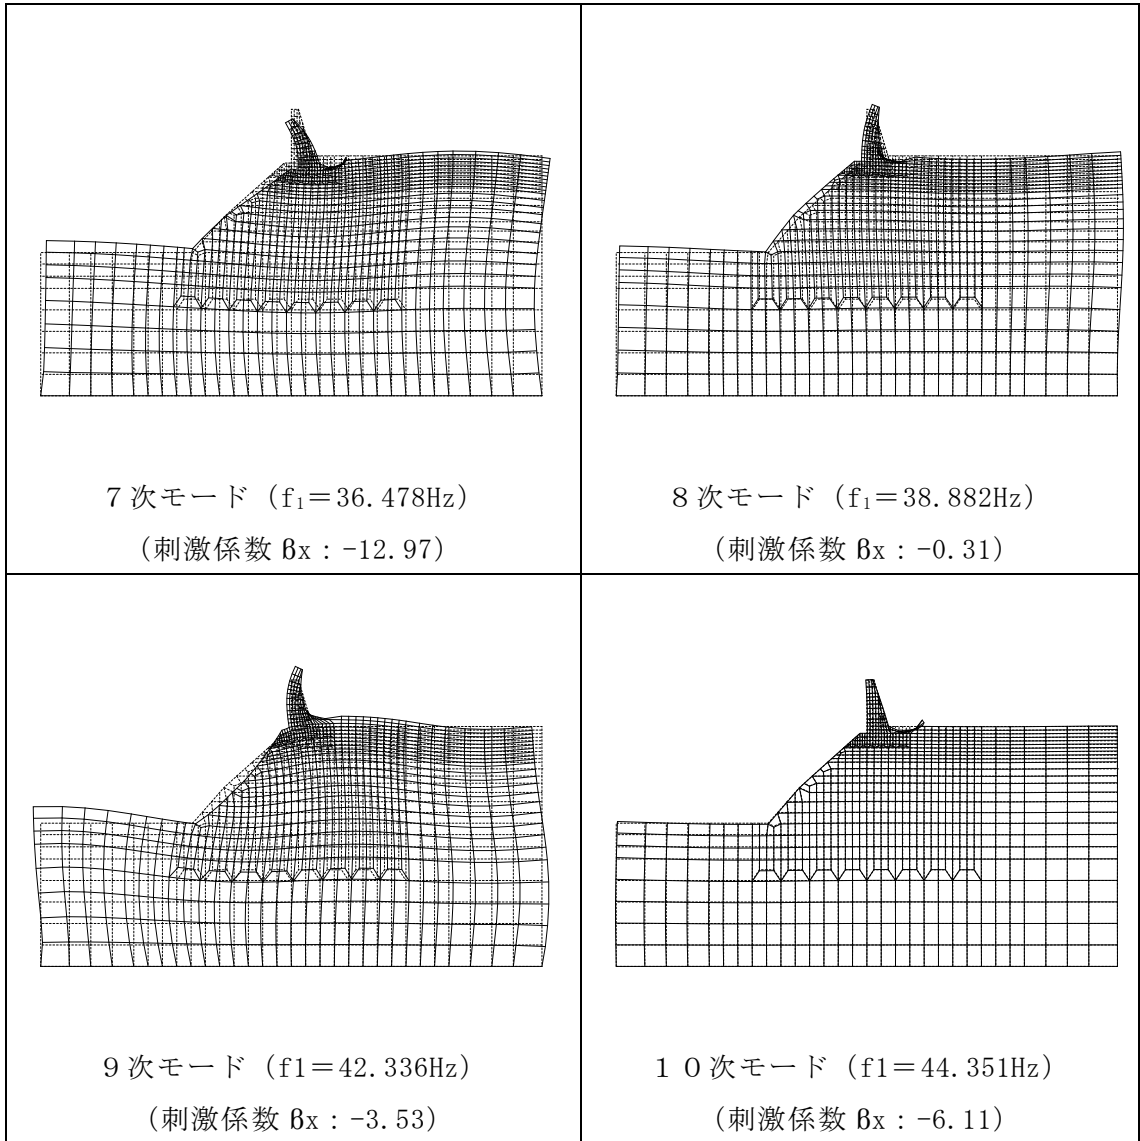 7次モード（f₁＝36.478Hz）
（刺激係数 βx：-12.97）
8次モード（f₁＝38.882Hz）
（刺激係数 βx：-0.31）
9次モード（f1＝42.336Hz）
（刺激係数 βx：-3.53）
10次モード（f1＝44.351Hz）
（刺激係数 βx：-6.11）